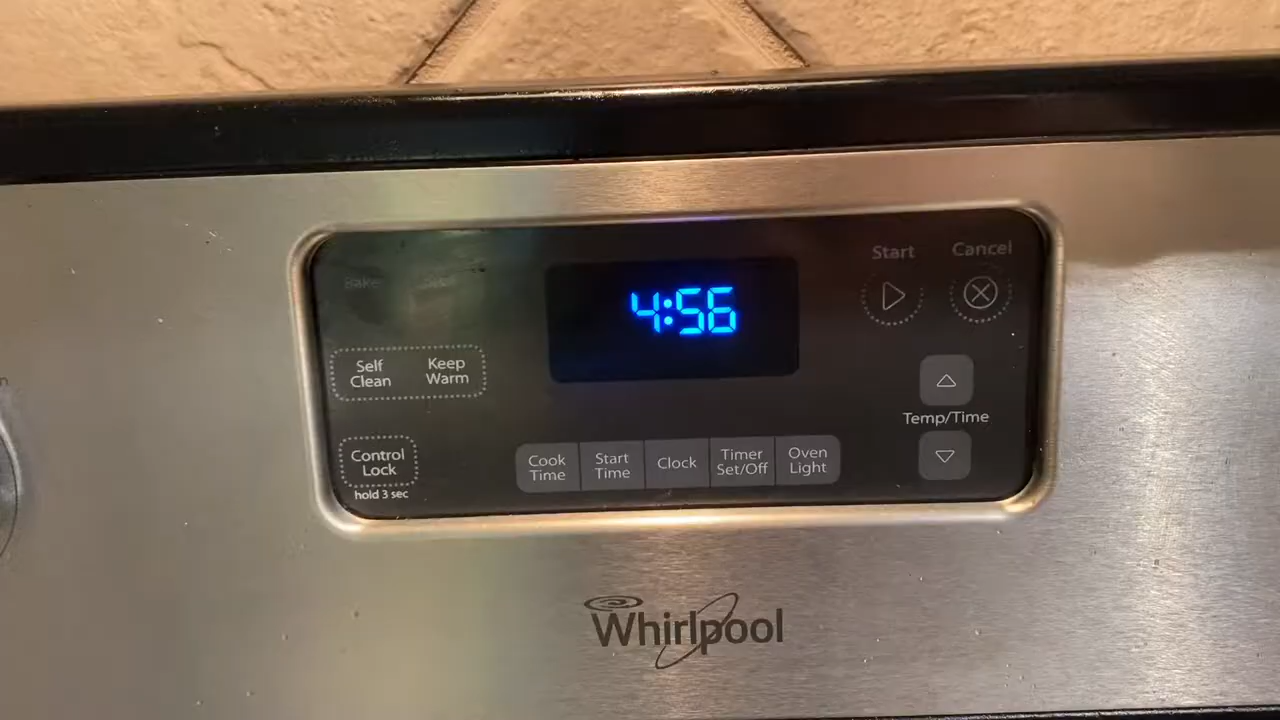 Start
Cancel
Bake
4:56
Self
Clean
Keep
Warm
Temp/Time
Control
Lock
hold 3 sec
Cook
Time
Start
Time
Clock
Timer
Set/Off
Oven
Light
Whirlpool